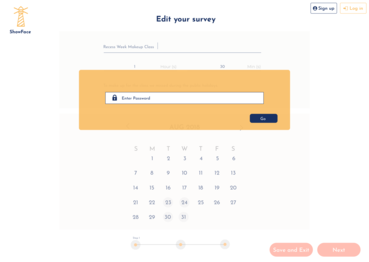 Sign up
Log in
ShowFace
Edit your survey
Recruit Week Makeup Class
1
30
Enter Password
Go
S M T W T F S
1 2 3 4 5 6
7 8 9 10 11 12 13
14 15 16 17 18 19 20
21 22 23 24 25 26 27
28 29 30 31
Save and Exit
Next